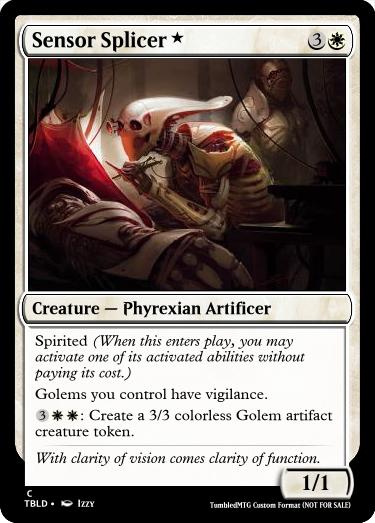 Sensor Splicer ★ 3
Creature — Phyrexian Artificer
Spirited (When this enters play, you may
activate one of its activated abilities without
paying its cost.)
Golems you control have vigilance.
3: Create a 3/3 colorless Golem artifact
creature token.
With clarity of vision comes clarity of function.
1/1
C
TBLD • Izzy
TumbledMTG Custom Format (NOT FOR SALE)